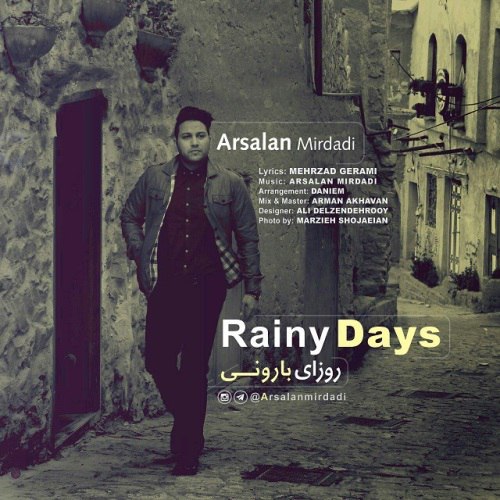 Arsalan Mirdadi
Lyrics: MEHRZAD GERAMI
Music: ARSALAN MIRDADI
Arrangement: DANIEM
Mix & Master: ARMAN AKHAVAN
Designer: ALI DELZENDEHROOY
Photo by: MARZIEH SHOJAEIAN
Rainy Days
روزای بارونی
@Arsalanmirdadi